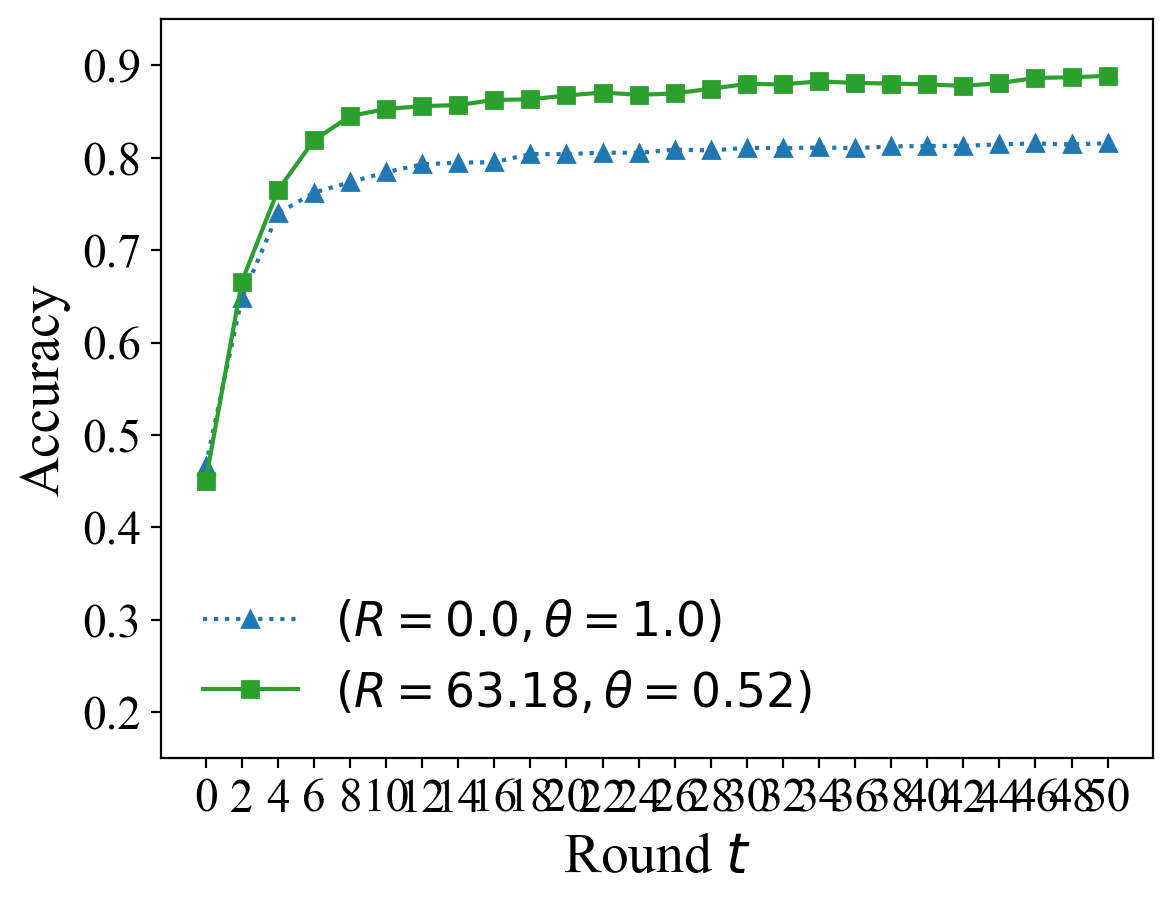 0.9
0.8
0.7
0.6
0.5
0.4
0.3
0.2
Accuracy
(R = 0.0, θ = 1.0)
(R = 63.18, θ = 0.52)
0 2 4 6 8 10 12 14 16 18 20 22 24 26 28 30 32 34 36 38 40 42 44 46 48 50
Round t